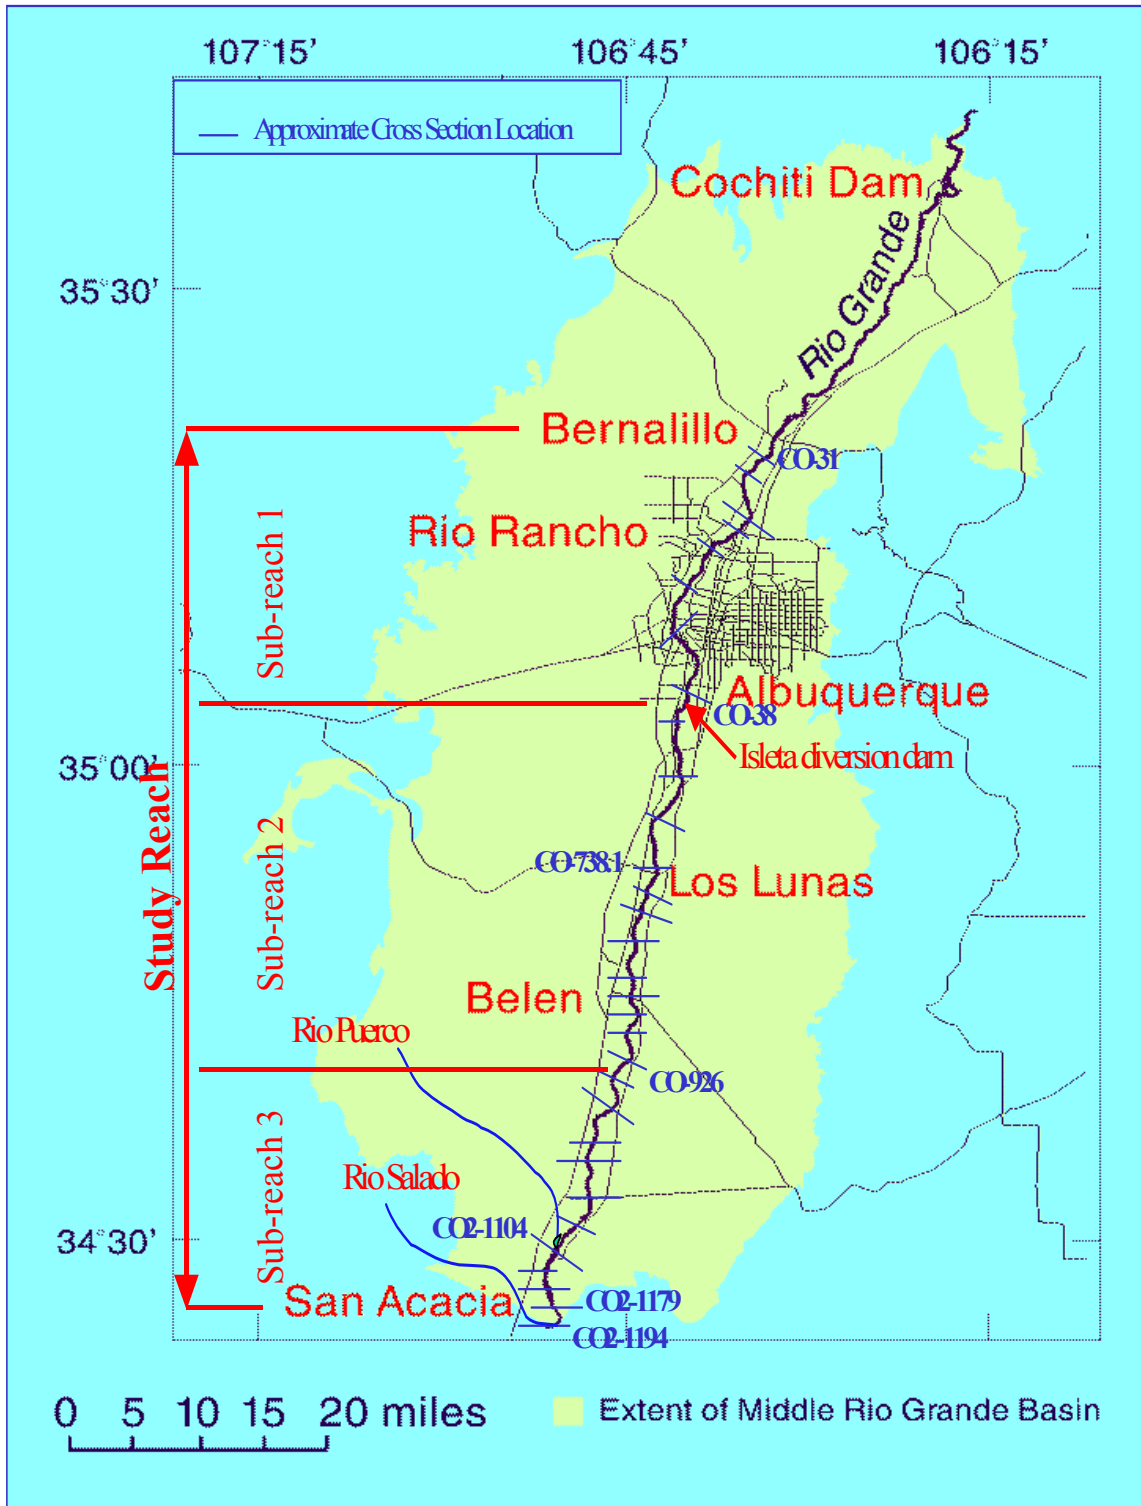 107°15' 106°45' 106°15'
Approximate Cross Section Location
Cochiti Dam
Rio Grande
35°30'
Bernalillo
CO-31
Rio Rancho
Sub-reach 1
Albuquerque
CO-38
Isleta diversion dam
35°00'
Study Reach
CO-738.1
Los Lunas
Sub-reach 2
Belen
Rio Puerco
CO-926
Sub-reach 3
Rio Salado
CO2-1104
34°30'
San Acacia
CO2-1179
CO2-1194
0 5 10 15 20 miles
Extent of Middle Rio Grande Basin